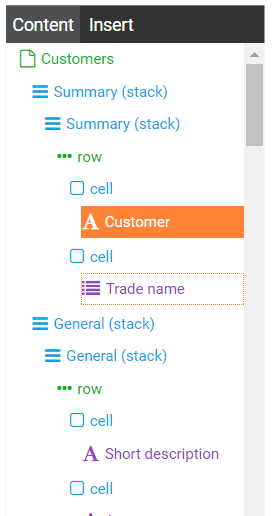 Content Insert
Customers
Summary (stack)
Summary (stack)
row
cell
Customer
cell
Trade name
General (stack)
General (stack)
row
cell
Short description
cell